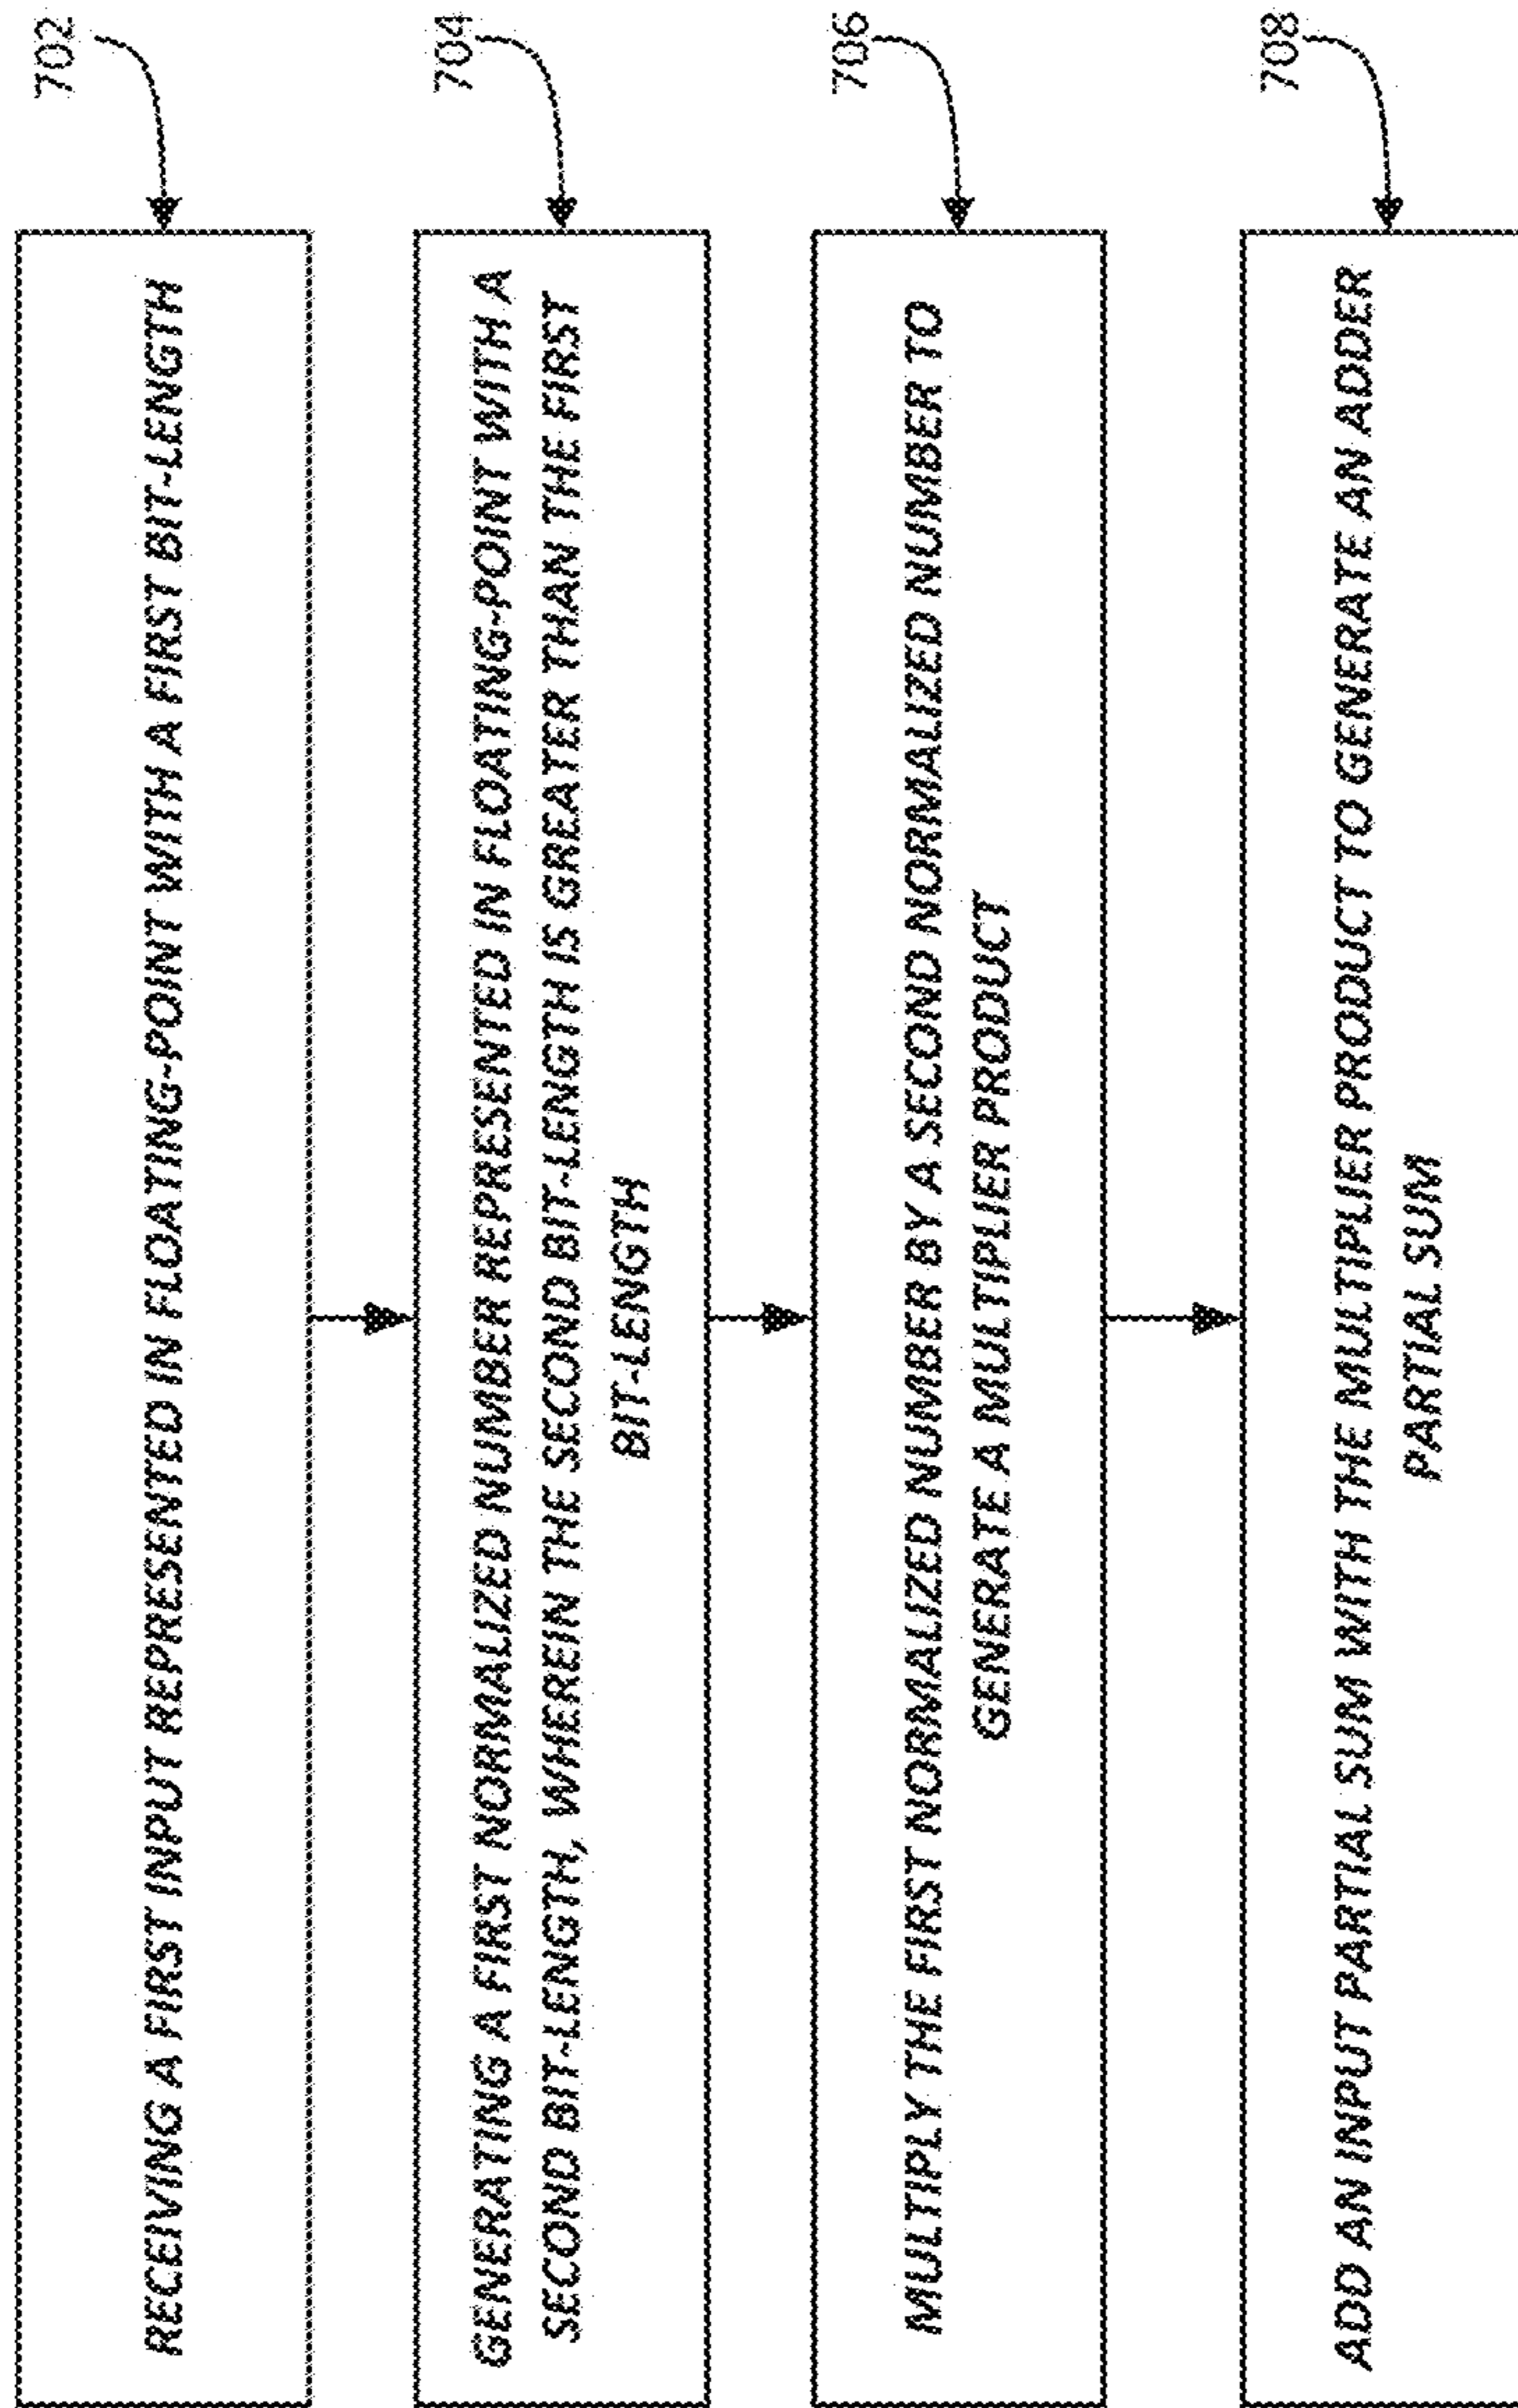 702
RECEIVING A FIRST INPUT REPRESENTED IN FLOATING-POINT WITH A FIRST BIT-LENGTH
704
GENERATING A FIRST NORMALIZED NUMBER REPRESENTED IN FLOATING-POINT WITH A
SECOND BIT-LENGTH, WHEREIN THE SECOND BIT-LENGTH IS GREATER THAN THE FIRST
BIT-LENGTH
706
MULTIPLY THE FIRST NORMALIZED NUMBER BY A SECOND NORMALIZED NUMBER TO
GENERATE A MULTIPLIER PRODUCT
708
ADD AN INPUT PARTIAL SUM WITH THE MULTIPLIER PRODUCT TO GENERATE AN ADDER
PARTIAL SUM